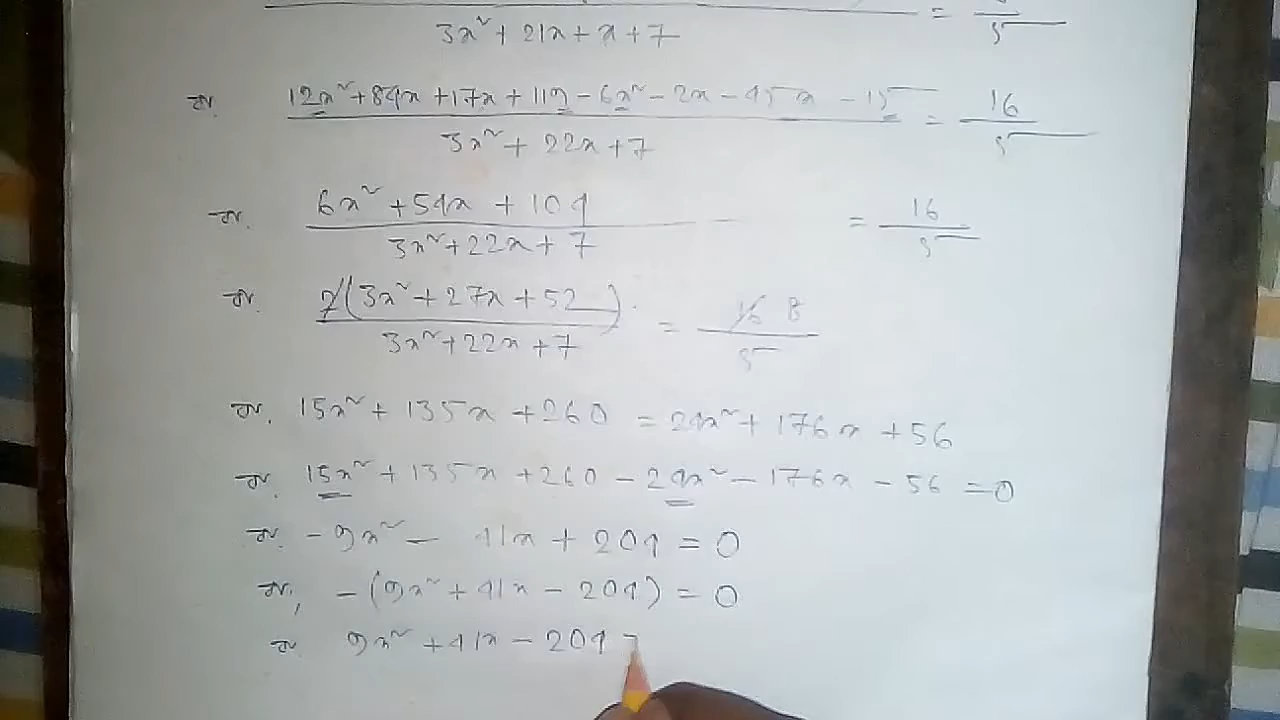 3x² + 21x + x + 7 = 5
বা, 12x² + 84x + 17x + 119 - 6x² - 2x - 45x - 15 / 3x² + 22x + 7 = 16 / 5
বা, 6x² + 54x + 104 / 3x² + 22x + 7 = 16 / 5
বা, 2(3x² + 27x + 52) / 3x² + 22x + 7 = 16 8 / 5
বা, 15x² + 135x + 260 = 24x² + 176x + 56
বা, 15x² + 135x + 260 - 24x² - 176x - 56 = 0
বা, -9x² - 41x + 204 = 0
বা, -(9x² + 41x - 204) = 0
বা 9x² + 41x - 204 =